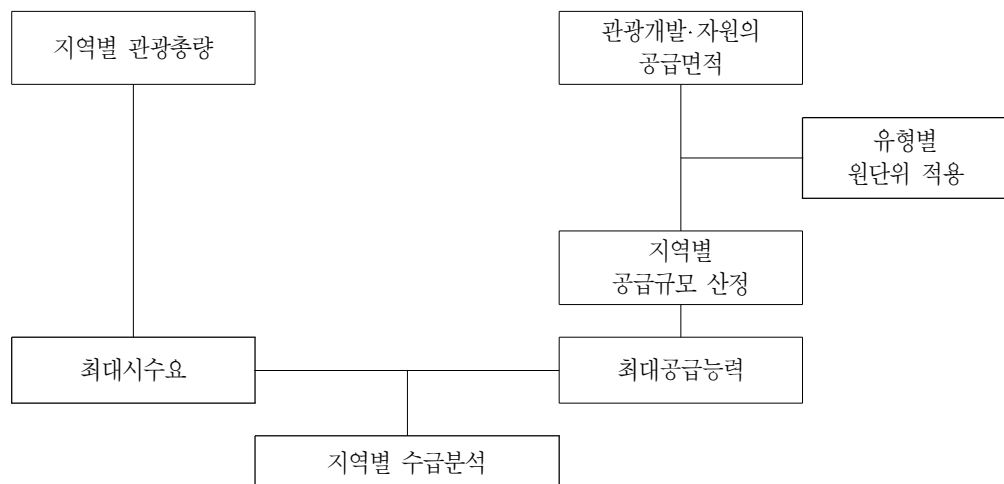 지역별 관광총량
관광개발·자원의
공급면적
유형별
원단위 적용
지역별
공급규모 산정
최대시수요
최대공급능력
지역별 수급분석